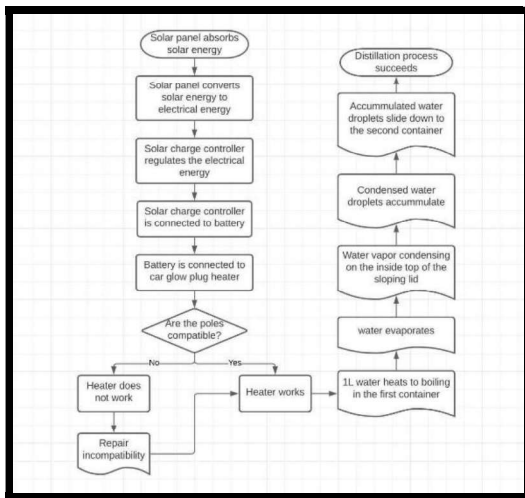 Solar panel absorbs
solar energy
Solar panel converts
solar energy to
electrical energy
Solar charge controller
regulates the electrical
energy
Solar charge controller
is connected to battery
Battery is connected to
car glow plug heater
Are the poles
compatible?
No
Yes
Heater does
not work
Repair
incompatibility
Heater works
1L water heats to boiling
in the first container
water evaporates
Water vapor condensing
on the inside top of the
sloping lid
Condensed water
droplets accumulate
Accummulated water
droplets slide down to
the second container
Distillation process
succeeds